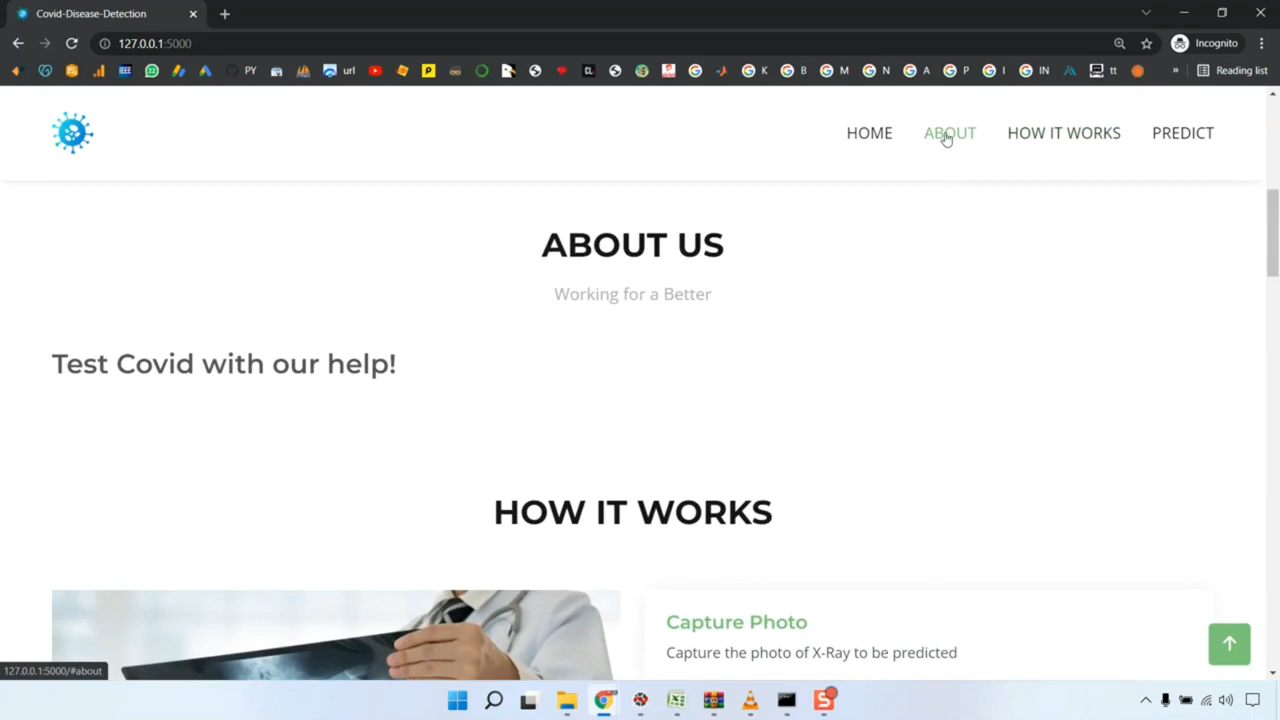 Covid-Disease-Detection
127.0.0.1:5000
Incognito
PY
url
K
B
M
N
A
P
I
IN
tt
»
Reading list
HOME
ABOUT
HOW IT WORKS
PREDICT
ABOUT US
Working for a Better
Test Covid with our help!
HOW IT WORKS
Capture Photo
Capture the photo of X-Ray to be predicted
127.0.0.1:5000/#about